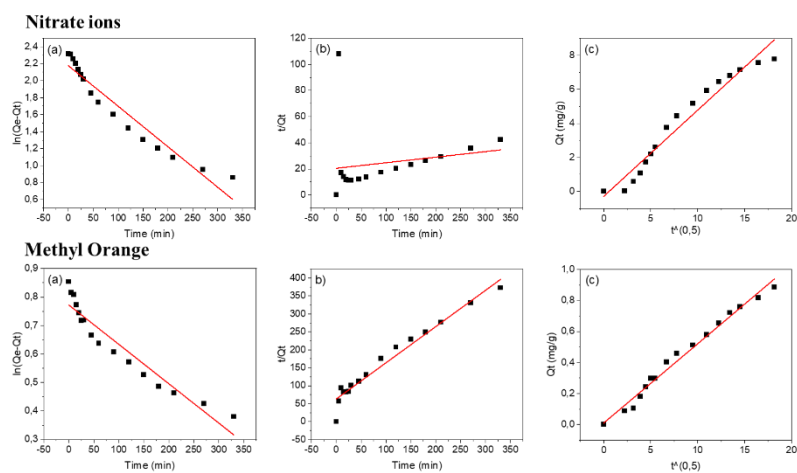 Nitrate ions
(a)
ln(Qe-Qt)
2.4
2.2
2.0
1.8
1.6
1.4
1.2
1.0
0.8
0.6
-50 0 50 100 150 200 250 300 350
Time (min)
(b)
t/Qt
120
100
80
60
40
20
0
-20
-50 0 50 100 150 200 250 300 350
Time (min)
(c)
Qt (mg/g)
8
6
4
2
0
0 5 10 15 20
t^(0,5)
Methyl Orange
(a)
ln(Qe-Qt)
0,9
0,8
0,7
0,6
0,5
0,4
0,3
-50 0 50 100 150 200 250 300 350
Time (min)
b)
t/Qt
400
350
300
250
200
150
100
50
0
-50
-50 0 50 100 150 200 250 300 350
Time (min)
(c)
Qt (mg/g)
1,0
0,8
0,6
0,4
0,2
0,0
0 5 10 15 20
t^(0,5)